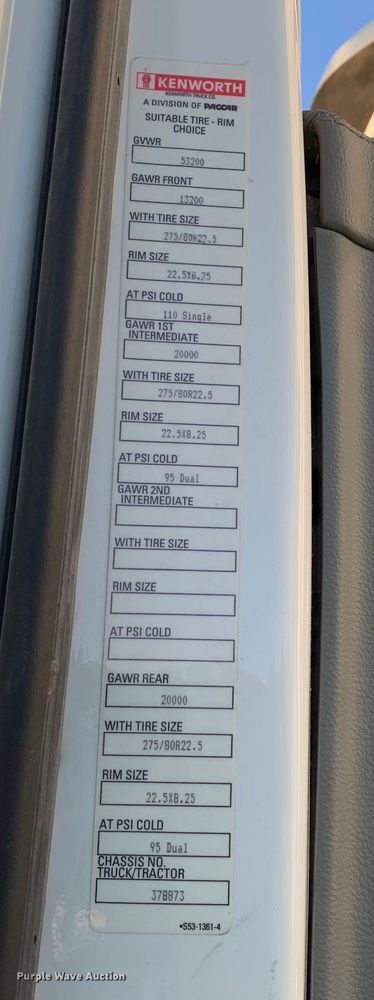 KENWORTH
KENWORTH TRUCK CO.
A DIVISION OF PACCAR
SUITABLE TIRE - RIM
CHOICE
GVWR
53200
GAWR FRONT
13200
WITH TIRE SIZE
275/80R22.5
RIM SIZE
22.5X8.25
AT PSI COLD
110 Single
GAWR 1ST
INTERMEDIATE
20000
WITH TIRE SIZE
275/80R22.5
RIM SIZE
22.5X8.25
AT PSI COLD
95 Dual
GAWR 2ND
INTERMEDIATE
WITH TIRE SIZE
RIM SIZE
AT PSI COLD
GAWR REAR
20000
WITH TIRE SIZE
275/80R22.5
RIM SIZE
22.5X8.25
AT PSI COLD
95 Dual
CHASSIS NO.
TRUCK/TRACTOR
378873
*S53-1361-4
Purple Wave Auction